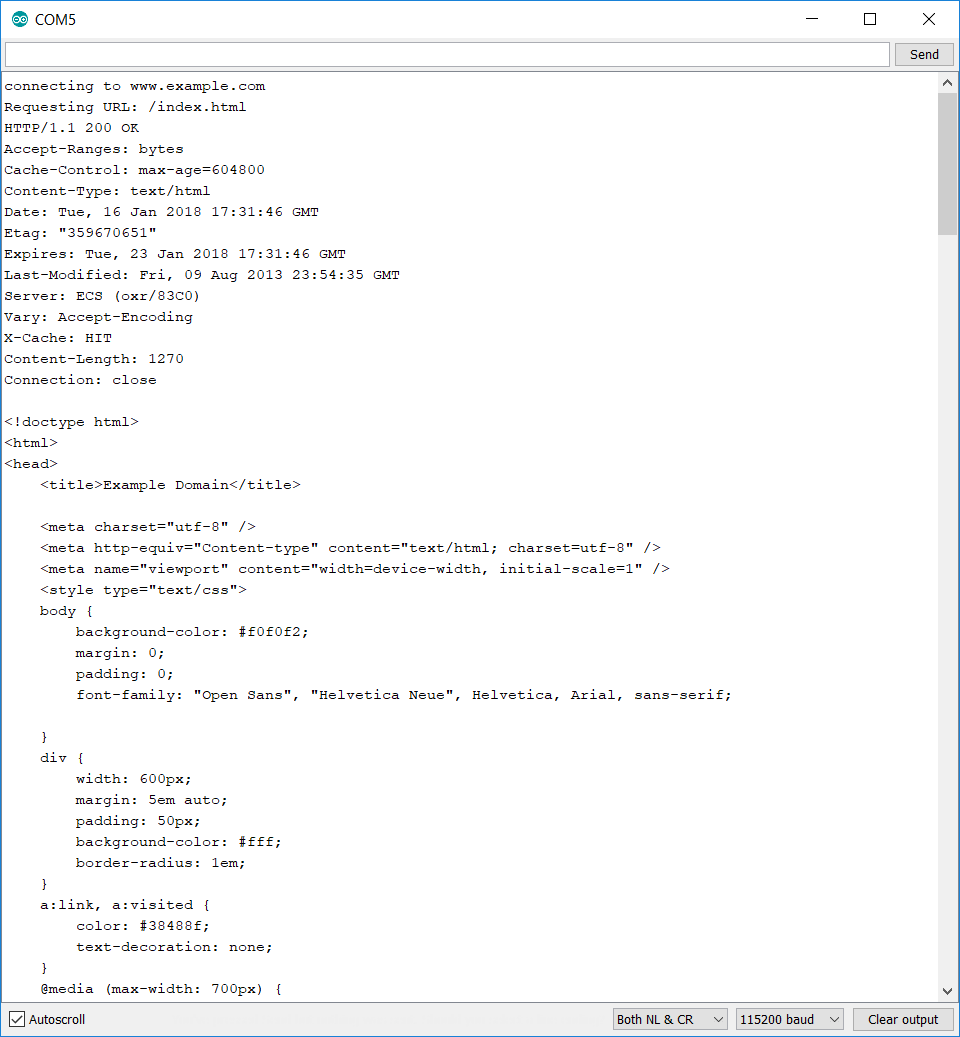 COM5
Send
connecting to www.example.com
Requesting URL: /index.html
HTTP/1.1 200 OK
Accept-Ranges: bytes
Cache-Control: max-age=604800
Content-Type: text/html
Date: Tue, 16 Jan 2018 17:31:46 GMT
Etag: "359670651"
Expires: Tue, 23 Jan 2018 17:31:46 GMT
Last-Modified: Fri, 09 Aug 2013 23:54:35 GMT
Server: ECS (oxr/83C0)
Vary: Accept-Encoding
X-Cache: HIT
Content-Length: 1270
Connection: close

<!doctype html>
<html>
<head>
    <title>Example Domain</title>

    <meta charset="utf-8" />
    <meta http-equiv="Content-type" content="text/html; charset=utf-8" />
    <meta name="viewport" content="width=device-width, initial-scale=1" />
    <style type="text/css">
    body {
        background-color: #f0f0f2;
        margin: 0;
        padding: 0;
        font-family: "Open Sans", "Helvetica Neue", Helvetica, Arial, sans-serif;

    }
    div {
        width: 600px;
        margin: 5em auto;
        padding: 50px;
        background-color: #fff;
        border-radius: 1em;
    }
    a:link, a:visited {
        color: #38488f;
        text-decoration: none;
    }
    @media (max-width: 700px) {
Autoscroll
Both NL & CR
115200 baud
Clear output